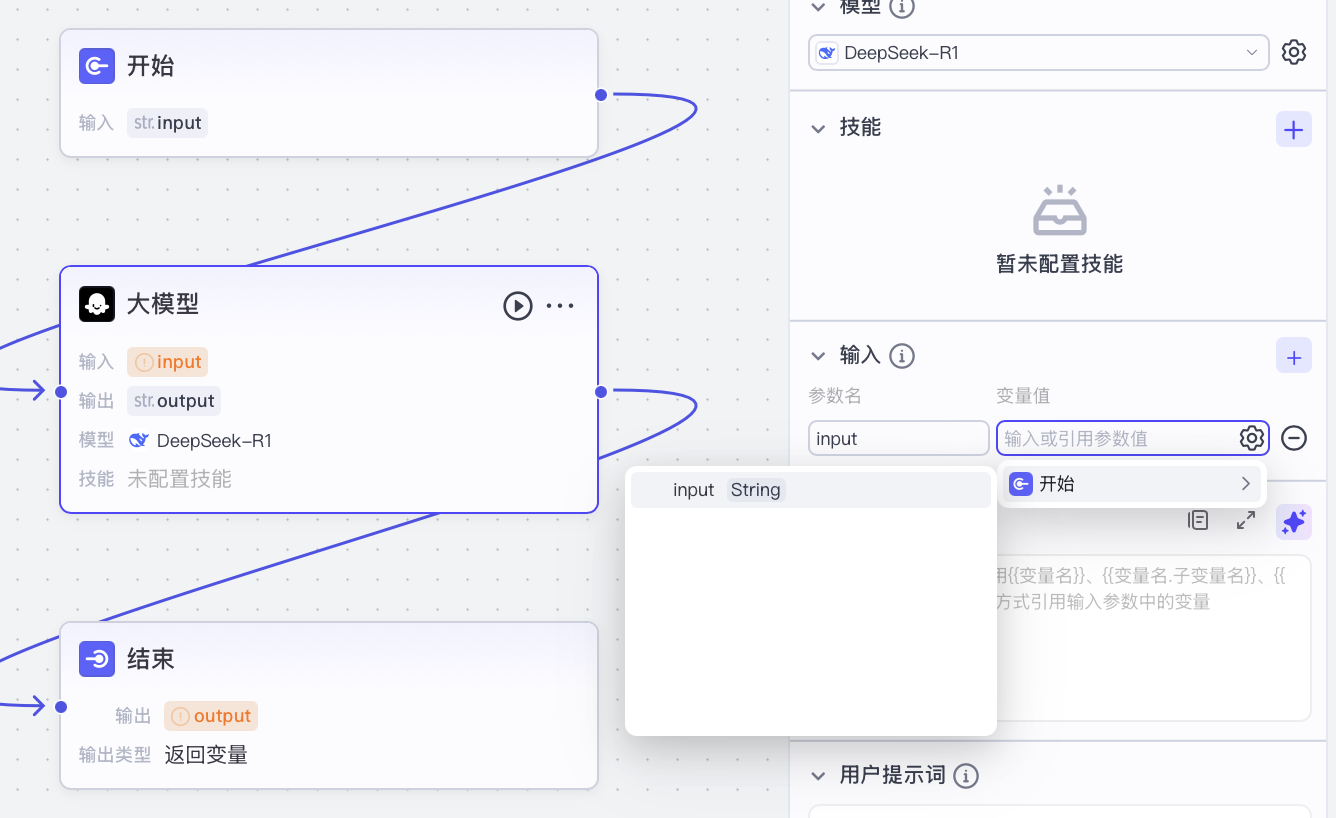 开始
输入 str. input
大模型
输入 input
输出 str. output
模型 DeepSeek-R1
技能 未配置技能
结束
输出 output
输出类型 返回变量
模型
DeepSeek-R1
技能
暂未配置技能
输入
参数名 变量值
input 输入或引用参数值
开始
input String
{{变量名}}、{{变量名.子变量名}}、{{
方式引用输入参数中的变量
用户提示词